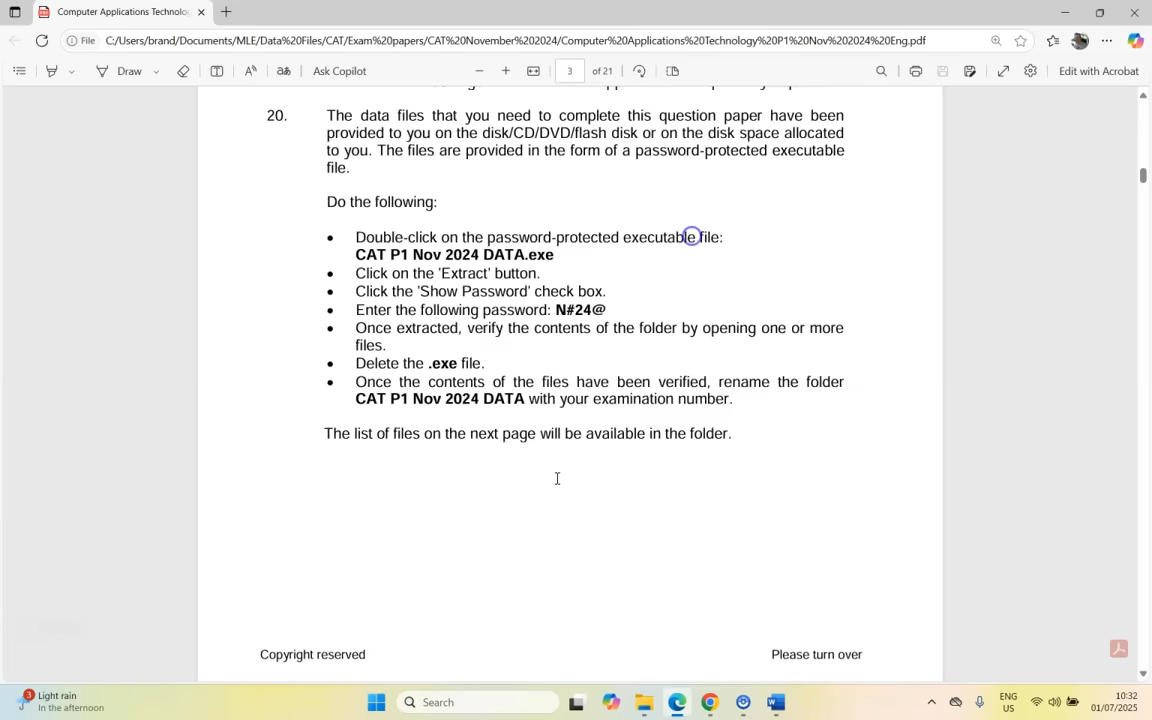 Computer Applications Technolog
File
C:/Users/brand/Documents/MLE/Data%20Files/CAT/Exam%20papers/CAT%20November%202024/Computer%20Applications%20Technology%20P1%20Nov%202024%20Eng.pdf
Draw
Ask Copilot
3
of 21
Edit with Acrobat
20.
The data files that you need to complete this question paper have been
provided to you on the disk/CD/DVD/flash disk or on the disk space allocated
to you. The files are provided in the form of a password-protected executable
file.
Do the following:
• Double-click on the password-protected executable file:
CAT P1 Nov 2024 DATA.exe
• Click on the 'Extract' button.
• Click the 'Show Password' check box.
• Enter the following password: N#24@
• Once extracted, verify the contents of the folder by opening one or more
files.
• Delete the .exe file.
• Once the contents of the files have been verified, rename the folder
CAT P1 Nov 2024 DATA with your examination number.
The list of files on the next page will be available in the folder.
Copyright reserved
Please turn over
3
Light rain
In the afternoon
Search
ENG
US
10:32
01/07/2025